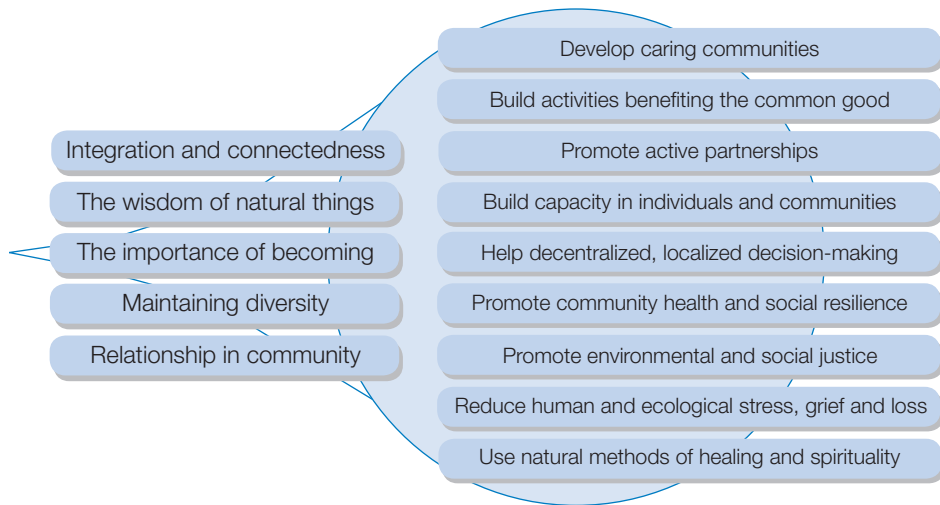 Integration and connectedness
The wisdom of natural things
The importance of becoming
Maintaining diversity
Relationship in community
Develop caring communities
Build activities benefiting the common good
Promote active partnerships
Build capacity in individuals and communities
Help decentralized, localized decision-making
Promote community health and social resilience
Promote environmental and social justice
Reduce human and ecological stress, grief and loss
Use natural methods of healing and spirituality